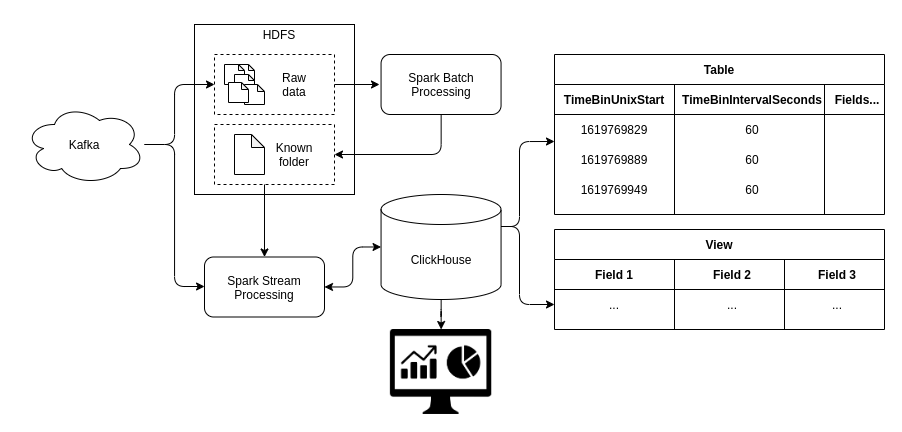 HDFS
Raw
data
Known
folder
Kafka
Spark Batch
Processing
Spark Stream
Processing
ClickHouse
Table
TimeBinUnixStart TimeBinIntervalSeconds Fields...
1619769829 60
1619769889 60
1619769949 60
View
Field 1 Field 2 Field 3
... ... ...